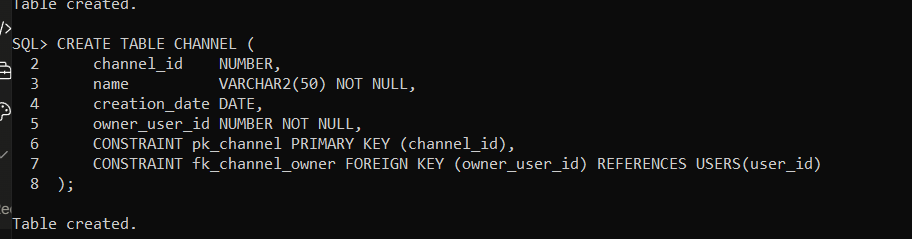 Table created.
SQL> CREATE TABLE CHANNEL (
  2      channel_id    NUMBER,
  3      name          VARCHAR2(50) NOT NULL,
  4      creation_date DATE,
  5      owner_user_id NUMBER NOT NULL,
  6      CONSTRAINT pk_channel PRIMARY KEY (channel_id),
  7      CONSTRAINT fk_channel_owner FOREIGN KEY (owner_user_id) REFERENCES USERS(user_id)
  8  );
Table created.